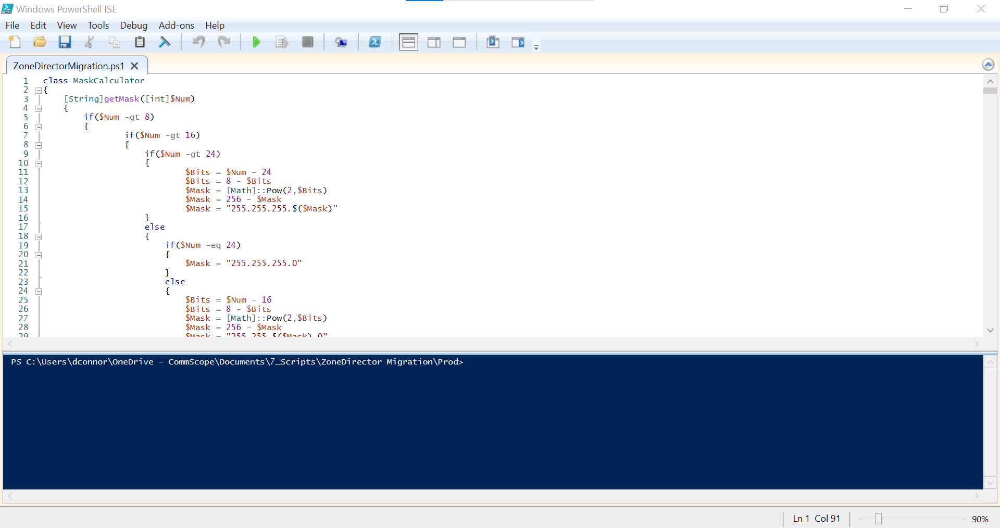 Windows PowerShell ISE
File Edit View Tools Debug Add-ons Help
ZoneDirectorMigration.ps1
1 class MaskCalculator
2 {
3 [String]getMask([int]$Num)
4 {
5 if($Num -gt 8)
6 {
7 if($Num -gt 16)
8 {
9 if($Num -gt 24)
10 {
11 $Bits = $Num - 24
12 $Bits = 8 - $Bits
13 $Mask = [Math]::Pow(2,$Bits)
14 $Mask = 256 - $Mask
15 $Mask = "255.255.255.$($Mask)"
16 }
17 else
18 {
19 if($Num -eq 24)
20 {
21 $Mask = "255.255.255.0"
22 }
23 else
24 {
25 $Bits = $Num - 16
26 $Bits = 8 - $Bits
27 $Mask = [Math]::Pow(2,$Bits)
28 $Mask = 256 - $Mask
29 $Mask = "255.255.$($Mask).0"
PS C:\Users\dconnor\OneDrive - CommScope\Documents\7_Scripts\ZoneDirector Migration\Prod>
Ln 1 Col 91 90%